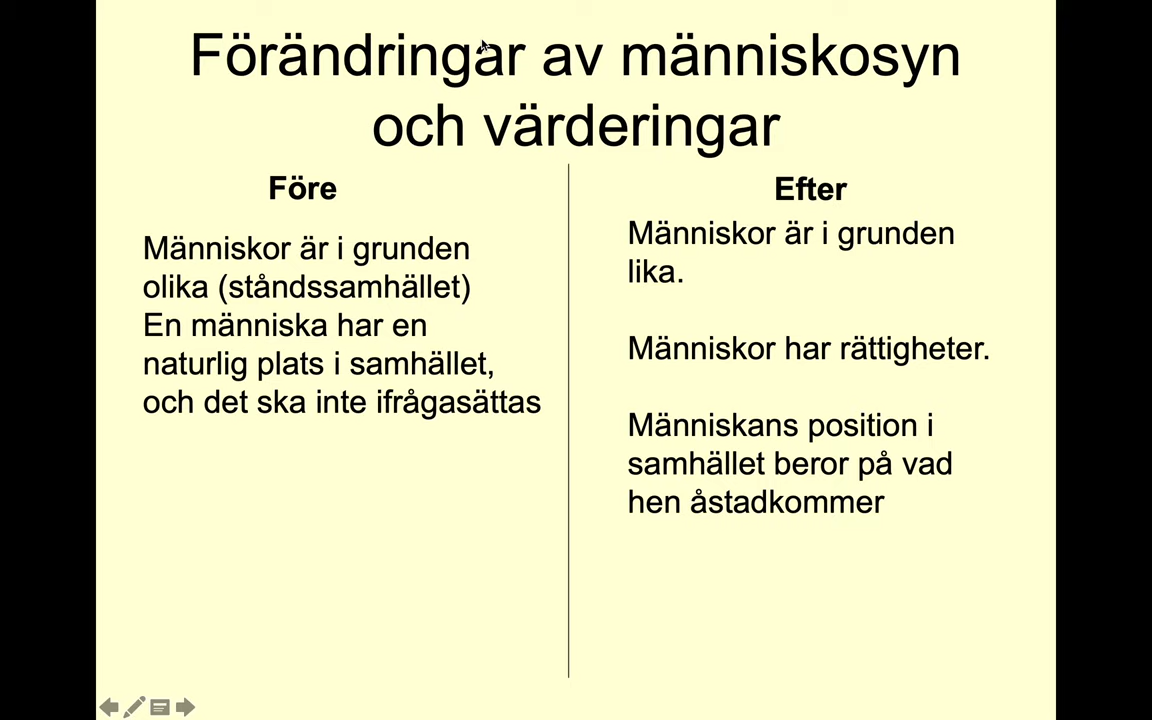 Förändringar av människosyn
och värderingar
Före
Människor är i grunden
olika (ståndssamhället)
En människa har en
naturlig plats i samhället,
och det ska inte ifrågasättas
Efter
Människor är i grunden
lika.
Människor har rättigheter.
Människans position i
samhället beror på vad
hen åstadkommer